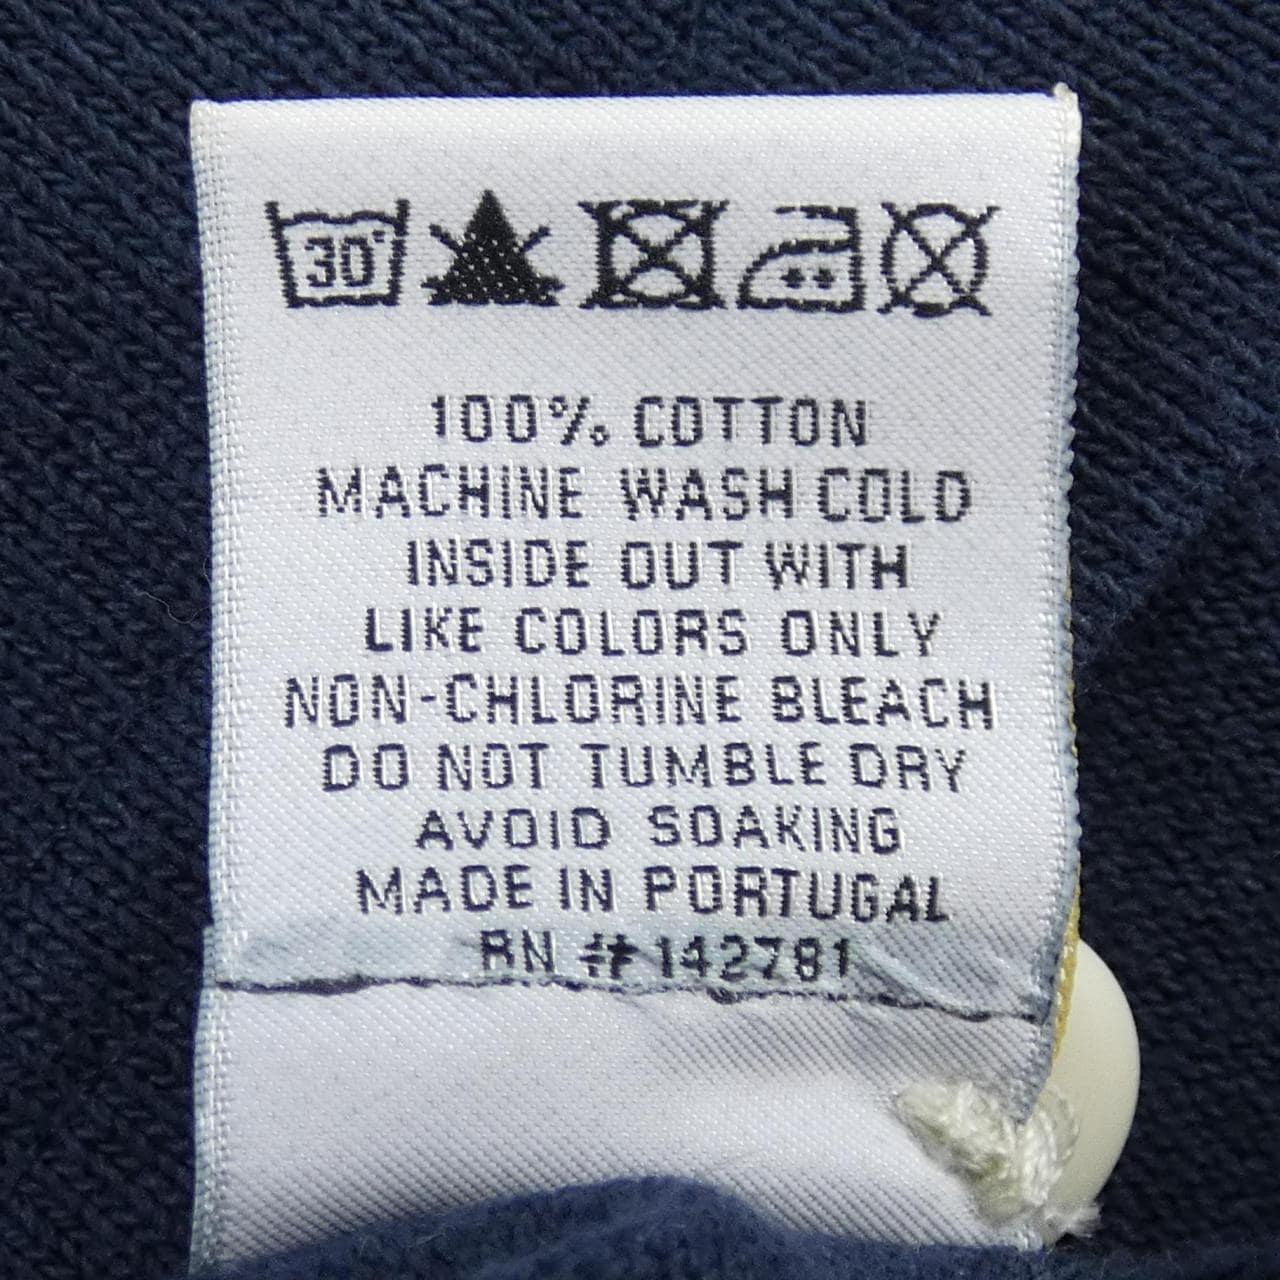 30°
100% COTTON
MACHINE WASH COLD
INSIDE OUT WITH
LIKE COLORS ONLY
NON-CHLORINE BLEACH
DO NOT TUMBLE DRY
AVOID SOAKING
MADE IN PORTUGAL
RN #142781